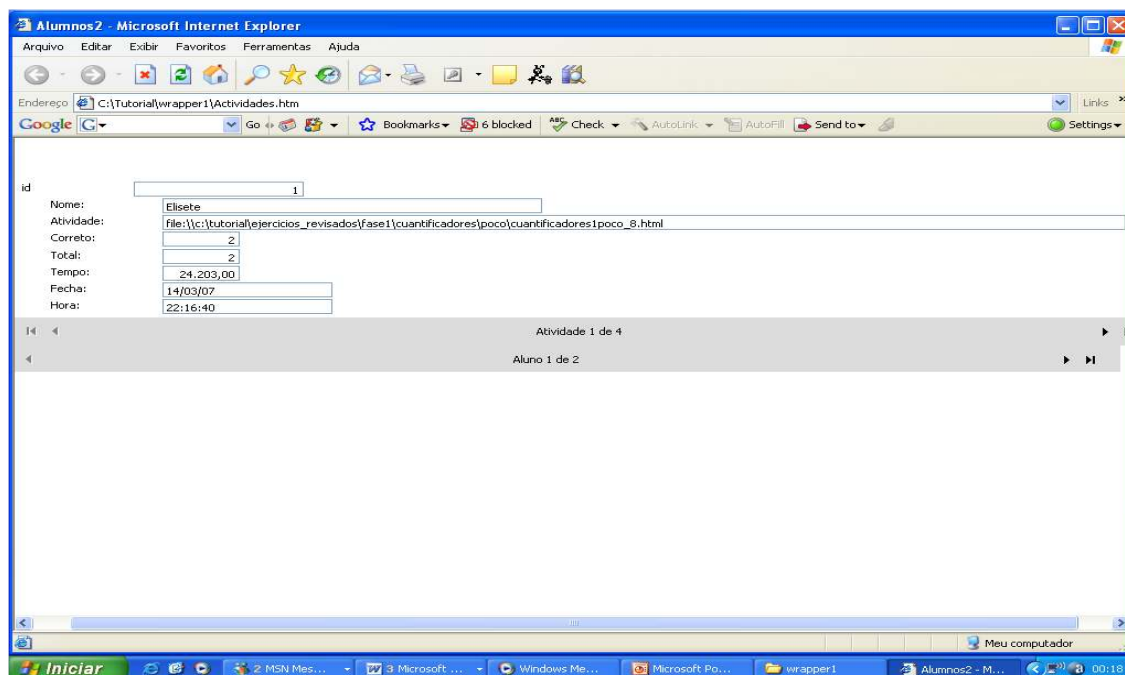 Alumnos2 - Microsoft Internet Explorer
Arquivo Editar Exibir Favoritos Ferramentas Ajuda
Endereço C:\Tutorial\wrapper1\Actividades.htm Links »
Google G Go 6 blocked Bookmarks ABC Check AutoLink AutoFill Send to Settings
id 1
Nome: Elisete
Atividade: file:\\c:\tutorial\ejercicios_revisados\fase1\cuantificadores\poco\cuantificadores1poco_8.html
Correto: 2
Total: 2
Tempo: 24.203,00
Fecha: 14/03/07
Hora: 22:16:40
Atividade 1 de 4
Aluno 1 de 2
Meu computador
Iniciar 2 MSN Mes... 3 Microsoft ... Windows Me... Microsoft Po... wrapper1 Alumnos2 - M... 00:18